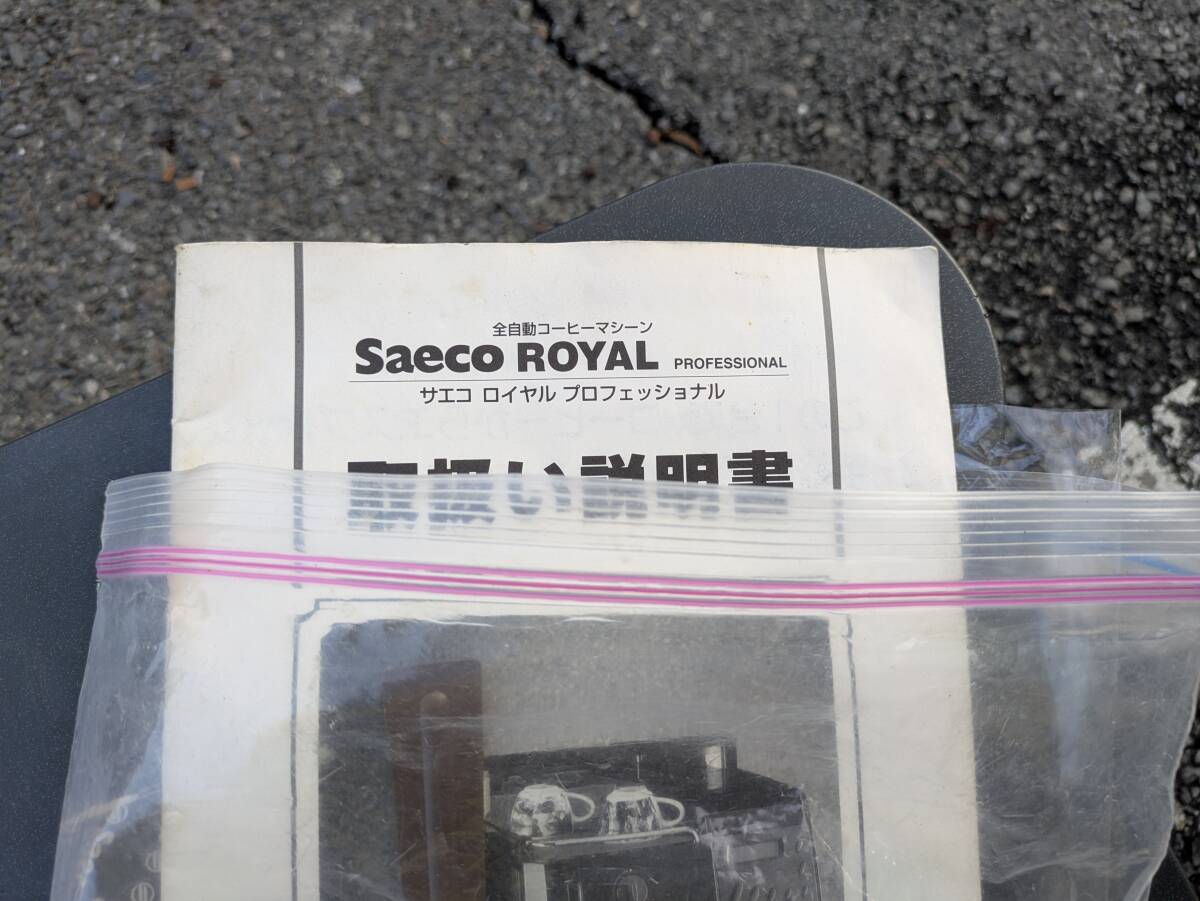 全自動コーヒーマシーン
Saeco ROYAL PROFESSIONAL
サエコ ロイヤル プロフェッショナル
取扱い説明書